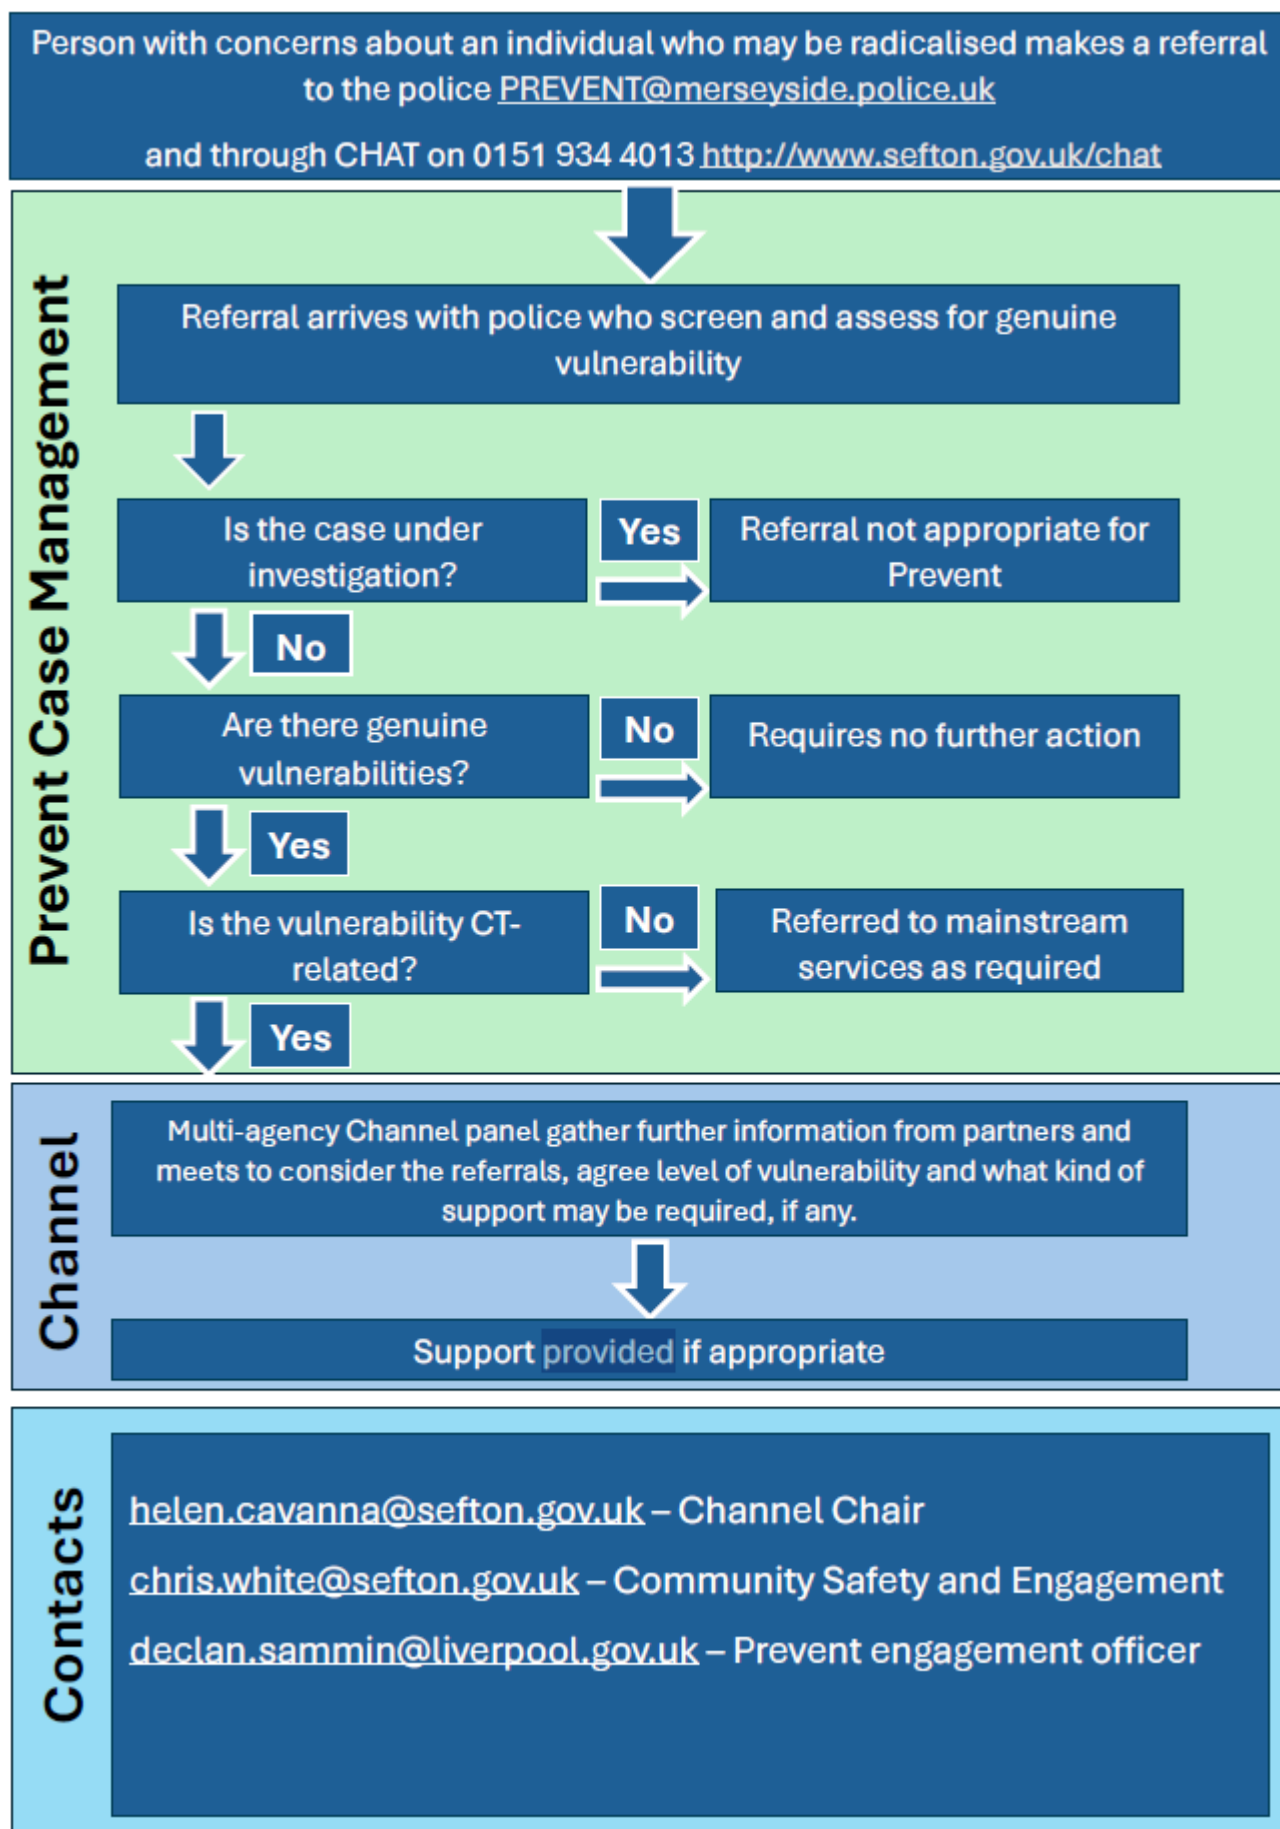 Person with concerns about an individual who may be radicalised makes a referral
to the police PREVENT@merseyside.police.uk
and through CHAT on 0151 934 4013 http://www.sefton.gov.uk/chat
Prevent Case Management
Referral arrives with police who screen and assess for genuine
vulnerability
Is the case under
investigation?
Yes
Referral not appropriate for
Prevent
No
Are there genuine
vulnerabilities?
No
Requires no further action
Yes
Is the vulnerability CT-
related?
No
Referred to mainstream
services as required
Yes
Channel
Multi-agency Channel panel gather further information from partners and
meets to consider the referrals, agree level of vulnerability and what kind of
support may be required, if any.
Support provided if appropriate
Contacts
helen.cavanna@sefton.gov.uk – Channel Chair
chris.white@sefton.gov.uk – Community Safety and Engagement
declan.sammin@liverpool.gov.uk – Prevent engagement officer